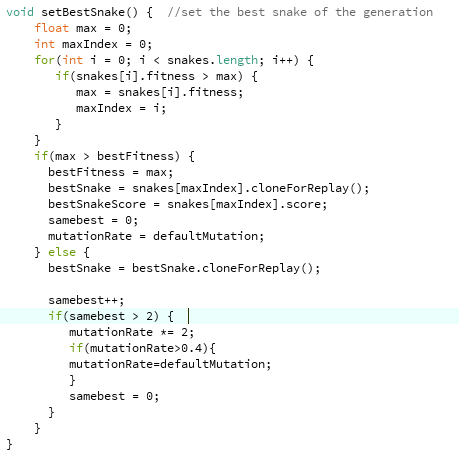 void setBestSnake() {  //set the best snake of the generation
    float max = 0;
    int maxIndex = 0;
    for(int i = 0; i < snakes.length; i++) {
       if(snakes[i].fitness > max) {
          max = snakes[i].fitness;
          maxIndex = i;
       }
    }
    if(max > bestFitness) {
      bestFitness = max;
      bestSnake = snakes[maxIndex].cloneForReplay();
      bestSnakeScore = snakes[maxIndex].score;
      samebest = 0;
      mutationRate = defaultMutation;
    } else {
      bestSnake = bestSnake.cloneForReplay();

      samebest++;
      if(samebest > 2) {
         mutationRate *= 2;
         if(mutationRate>0.4){
         mutationRate=defaultMutation;
         }
         samebest = 0;
      }
    }
}